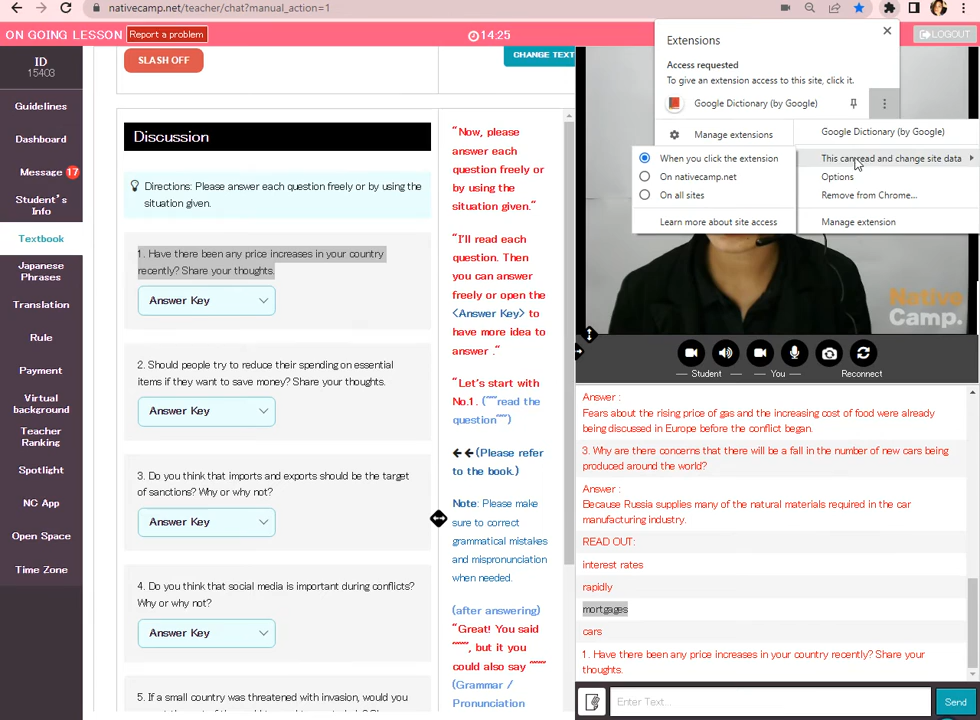 nativecamp.net/teacher/chat?manual_action=1
ON GOING LESSON
Report a problem
14:25
LOGOUT
ID
15403
Guidelines
Dashboard
Message 17
Student's
Info
Textbook
Japanese
Phrases
Translation
Rule
Payment
Virtual
background
Teacher
Ranking
Spotlight
NC App
Open Space
Time Zone
SLASH OFF
CHANGE TEXT
Discussion
Directions: Please answer each question freely or by using the
situation given.
1. Have there been any price increases in your country
recently? Share your thoughts.
Answer Key
2. Should people try to reduce their spending on essential
items if they want to save money? Share your thoughts.
Answer Key
3. Do you think that imports and exports should be the target
of sanctions? Why or why not?
Answer Key
4. Do you think that social media is important during conflicts?
Why or why not?
Answer Key
5. If a small country was threatened with invasion, would you
"Now, please
answer each
question freely
or by using the
situation given."
"I'll read each
question. Then
you can answer
freely or open the
<Answer Key> to
have more idea to
answer ."
"Let's start with
No.1. (~~~read the
question~~)
←←(Please refer
to the book.)
Note: Please make
sure to correct
grammatical mistakes
and mispronunciation
when needed.
(after answering)
"Great! You said
~~~, but it you
could also say ~~~
(Grammar /
Pronunciation
Extensions
Access requested
To give an extension access to this site, click it.
Google Dictionary (by Google)
Manage extensions
Google Dictionary (by Google)
This can read and change site data
Options
Remove from Chrome...
Manage extension
When you click the extension
On nativecamp.net
On all sites
Learn more about site access
Native
Camp.
Student
You
Reconnect
Answer :
Fears about the rising price of gas and the increasing cost of food were already
being discussed in Europe before the conflict began.
3. Why are there concerns that there will be a fall in the number of new cars being
produced around the world?
Answer :
Because Russia supplies many of the natural materials required in the car
manufacturing industry.
READ OUT:
interest rates
rapidly
mortgages
cars
1. Have there been any price increases in your country recently? Share your
thoughts.
Enter Text...
Send